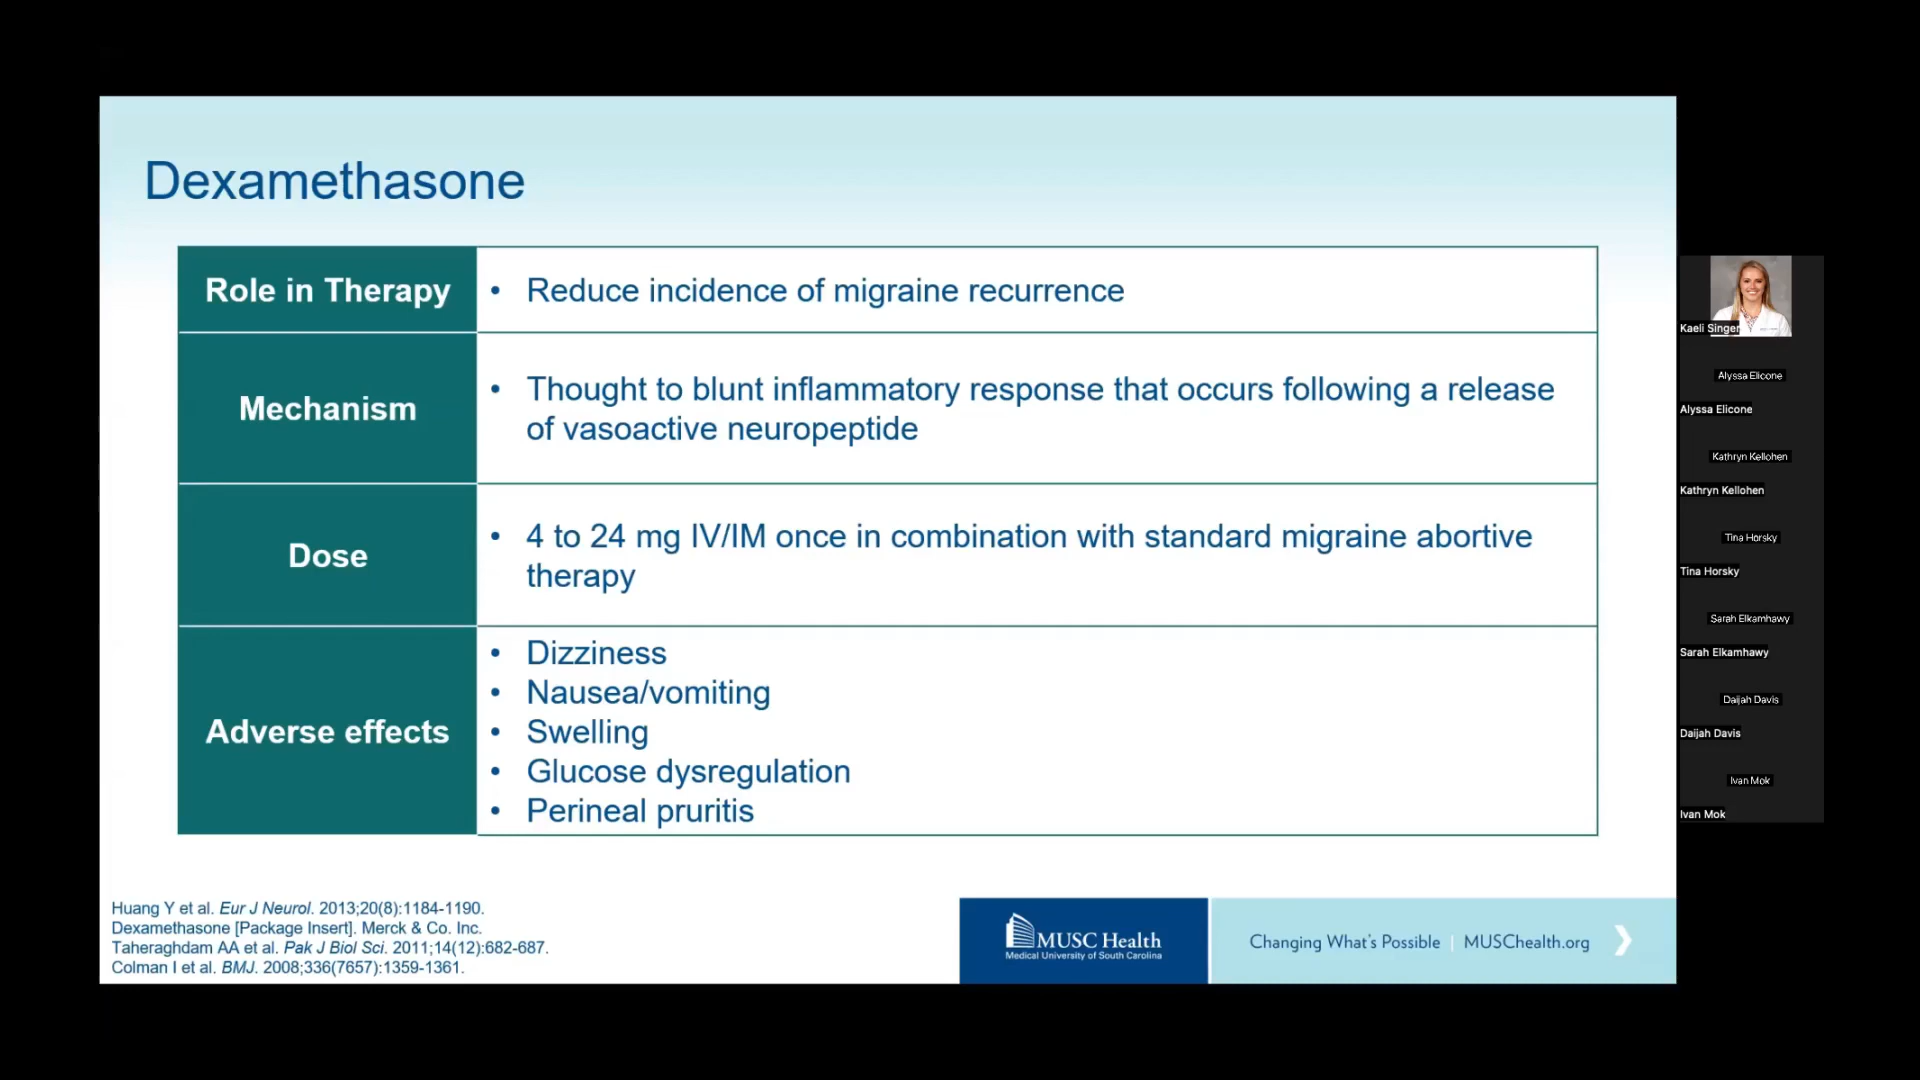 Dexamethasone
Role in Therapy
• Reduce incidence of migraine recurrence
Mechanism
• Thought to blunt inflammatory response that occurs following a release
of vasoactive neuropeptide
Dose
• 4 to 24 mg IV/IM once in combination with standard migraine abortive
therapy
Adverse effects
• Dizziness
• Nausea/vomiting
• Swelling
• Glucose dysregulation
• Perineal pruritis
Huang Y et al. Eur J Neurol. 2013;20(8):1184-1190.
Dexamethasone [Package Insert]. Merck & Co. Inc.
Taheraghdam AA et al. Pak J Biol Sci. 2011;14(12):682-687.
Colman I et al. BMJ. 2008;336(7657):1359-1361.
MUSC Health
Medical University of South Carolina
Changing What's Possible | MUSChealth.org
Kaeli Singer
Alyssa Elicone
Alyssa Elicone
Kathryn Kellohen
Kathryn Kellohen
Tina Horsky
Tina Horsky
Sarah Elkamhawy
Sarah Elkamhawy
Daijah Davis
Daijah Davis
Ivan Mok
Ivan Mok